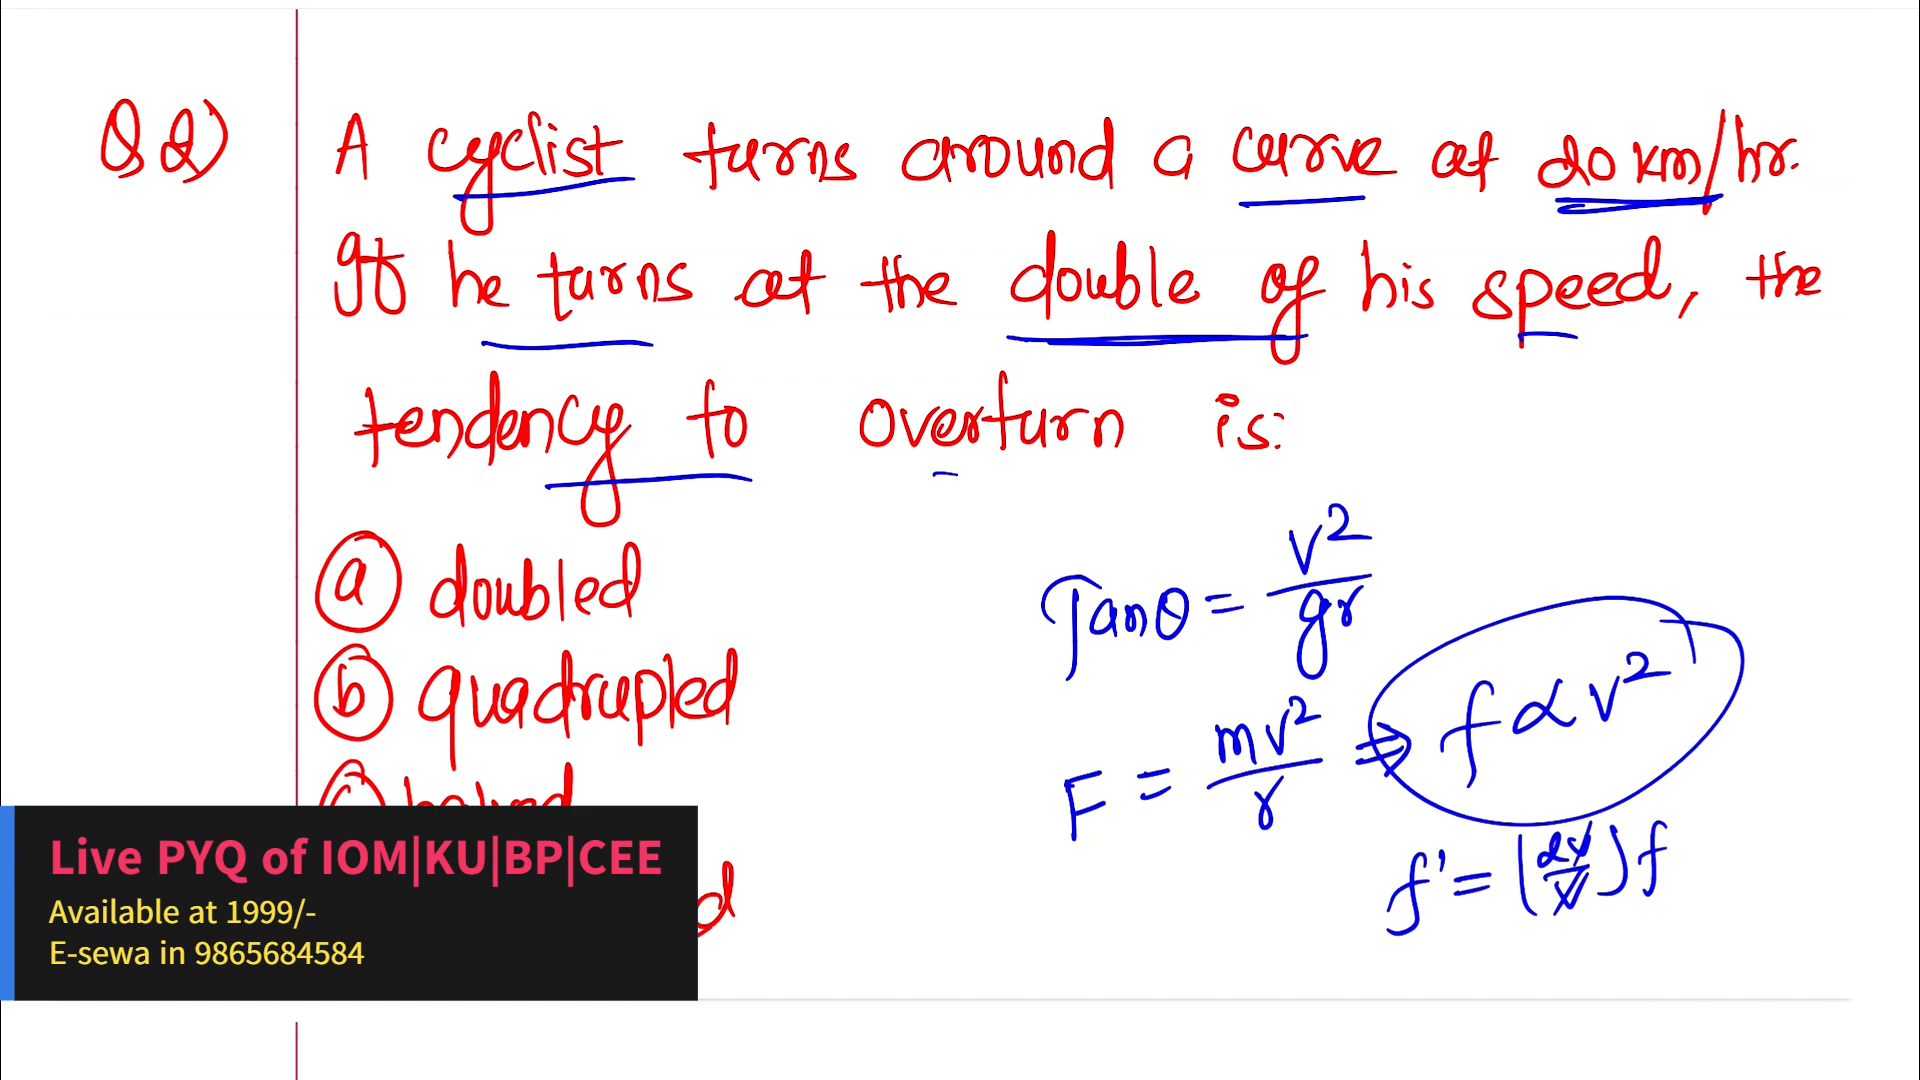 Q2) A cyclist turns around a curve at 20 km/hr.
If he turns at the double of his speed, the
tendency to overturn is:
(a) doubled
(b) quadrupled
Tanθ = v²/gr
F = mv²/r ⇒ f ∝ v²
f' = (2v/v) f
Live PYQ of IOM|KU|BP|CEE
Available at 1999/-
E-sewa in 9865684584